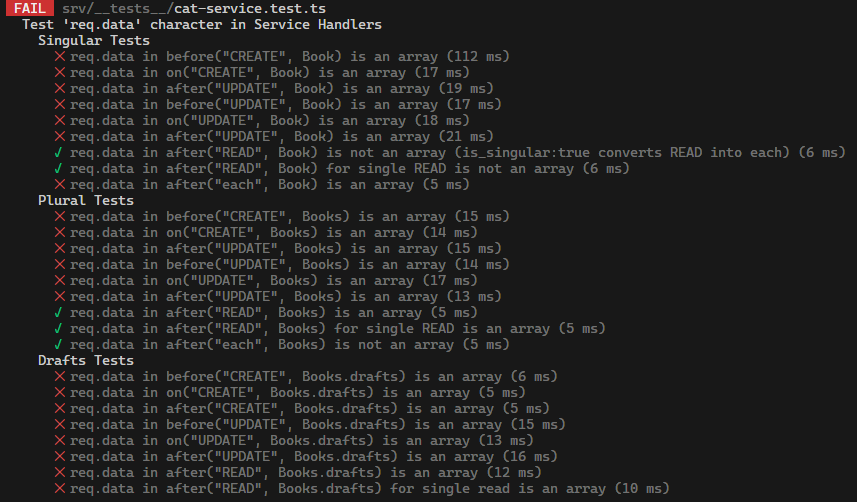 FAIL srv/__tests__/cat-service.test.ts
Test 'req.data' character in Service Handlers
Singular Tests
✕ req.data in before("CREATE", Book) is an array (112 ms)
✕ req.data in on("CREATE", Book) is an array (17 ms)
✕ req.data in after("UPDATE", Book) is an array (19 ms)
✕ req.data in before("UPDATE", Book) is an array (17 ms)
✕ req.data in on("UPDATE", Book) is an array (18 ms)
✕ req.data in after("UPDATE", Book) is an array (21 ms)
√ req.data in after("READ", Book) is not an array (is_singular:true converts READ into each) (6 ms)
√ req.data in after("READ", Book) for single READ is not an array (6 ms)
✕ req.data in after("each", Book) is an array (5 ms)
Plural Tests
✕ req.data in before("CREATE", Books) is an array (15 ms)
✕ req.data in on("CREATE", Books) is an array (14 ms)
✕ req.data in after("UPDATE", Books) is an array (15 ms)
✕ req.data in before("UPDATE", Books) is an array (14 ms)
✕ req.data in on("UPDATE", Books) is an array (17 ms)
✕ req.data in after("UPDATE", Books) is an array (13 ms)
√ req.data in after("READ", Books) is an array (5 ms)
√ req.data in after("READ", Books) for single READ is an array (5 ms)
√ req.data in after("each", Books) is not an array (5 ms)
Drafts Tests
✕ req.data in before("CREATE", Books.drafts) is an array (6 ms)
✕ req.data in on("CREATE", Books.drafts) is an array (5 ms)
✕ req.data in after("CREATE", Books.drafts) is an array (5 ms)
✕ req.data in before("UPDATE", Books.drafts) is an array (15 ms)
✕ req.data in on("UPDATE", Books.drafts) is an array (13 ms)
✕ req.data in after("UPDATE", Books.drafts) is an array (16 ms)
✕ req.data in after("READ", Books.drafts) is an array (12 ms)
✕ req.data in after("READ", Books.drafts) for single read is an array (10 ms)